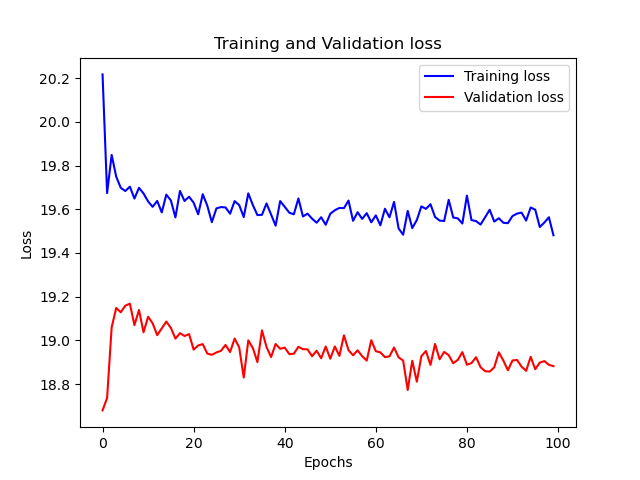 Training and Validation loss
Training loss
Validation loss
Loss
20.2
20.0
19.8
19.6
19.4
19.2
19.0
18.8
0 20 40 60 80 100
Epochs